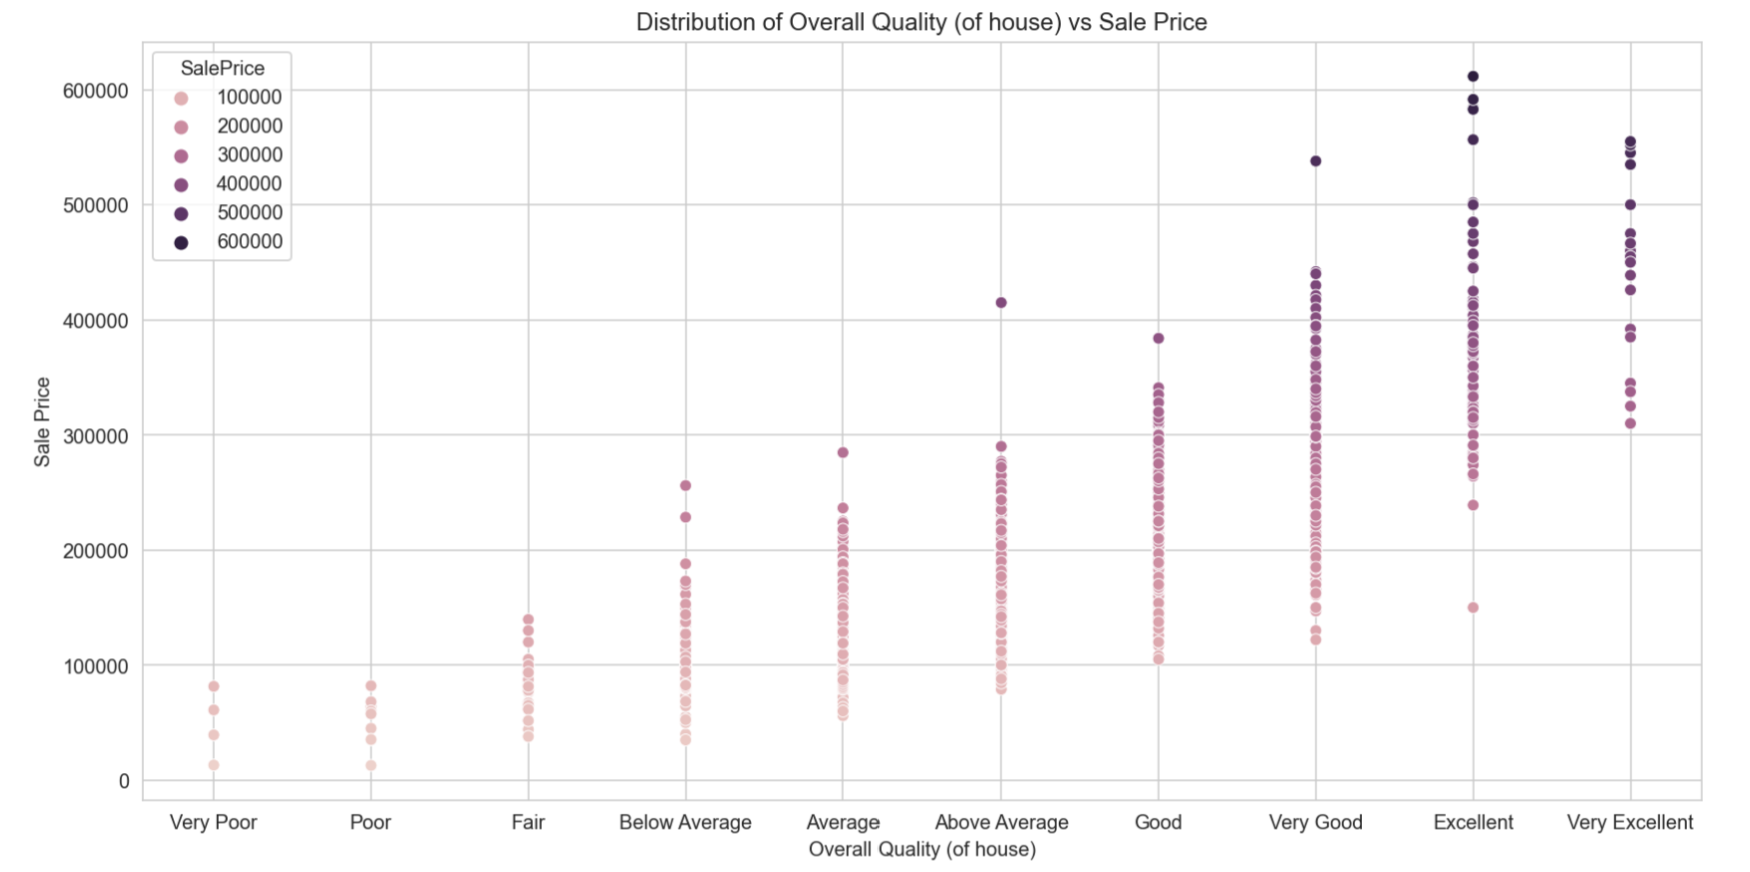 Distribution of Overall Quality (of house) vs Sale Price
SalePrice
100000
200000
300000
400000
500000
600000
600000
500000
400000
300000
200000
100000
0
Sale Price
Very Poor Poor Fair Below Average Average Above Average Good Very Good Excellent Very Excellent
Overall Quality (of house)